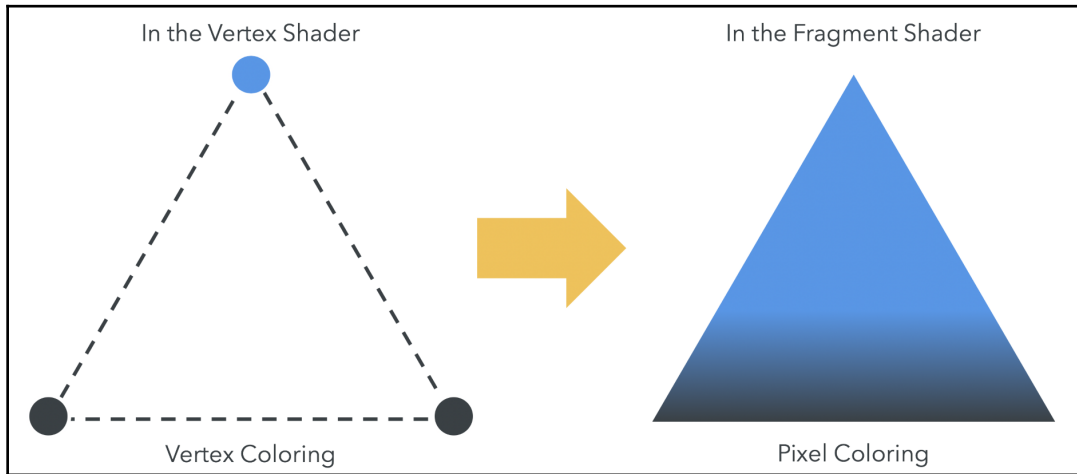 In the Vertex Shader
In the Fragment Shader
Vertex Coloring
Pixel Coloring